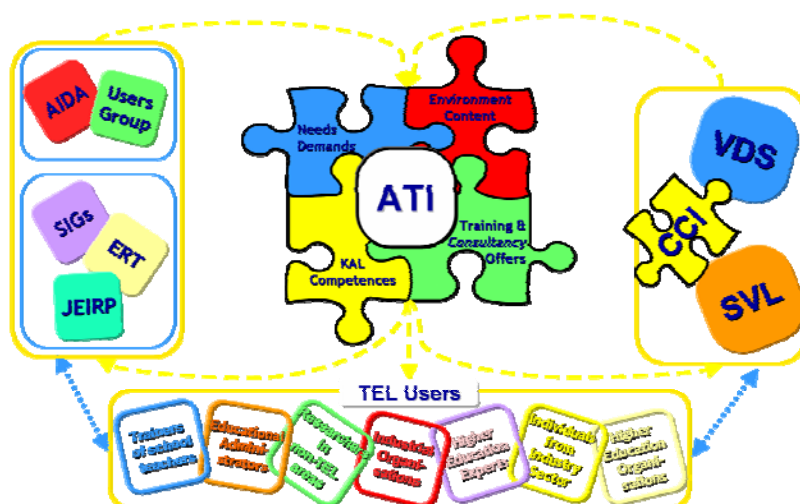 AIDA
Users
Group
SIGs
ERT
JEIRP
Needs
Demands
Environment
Content
ATI
KAL
Competences
Training &
Consultancy
Offers
VDS
CCI
SVL
TEL Users
Trainers
of school
teachers
Educational
Admini-
strators
Researchers
in
non-TEL
areas
Industrial
Organi-
sations
Higher
Education
Experts
Individuals
from
Industry
Sector
Higher
Education
Organi-
sations